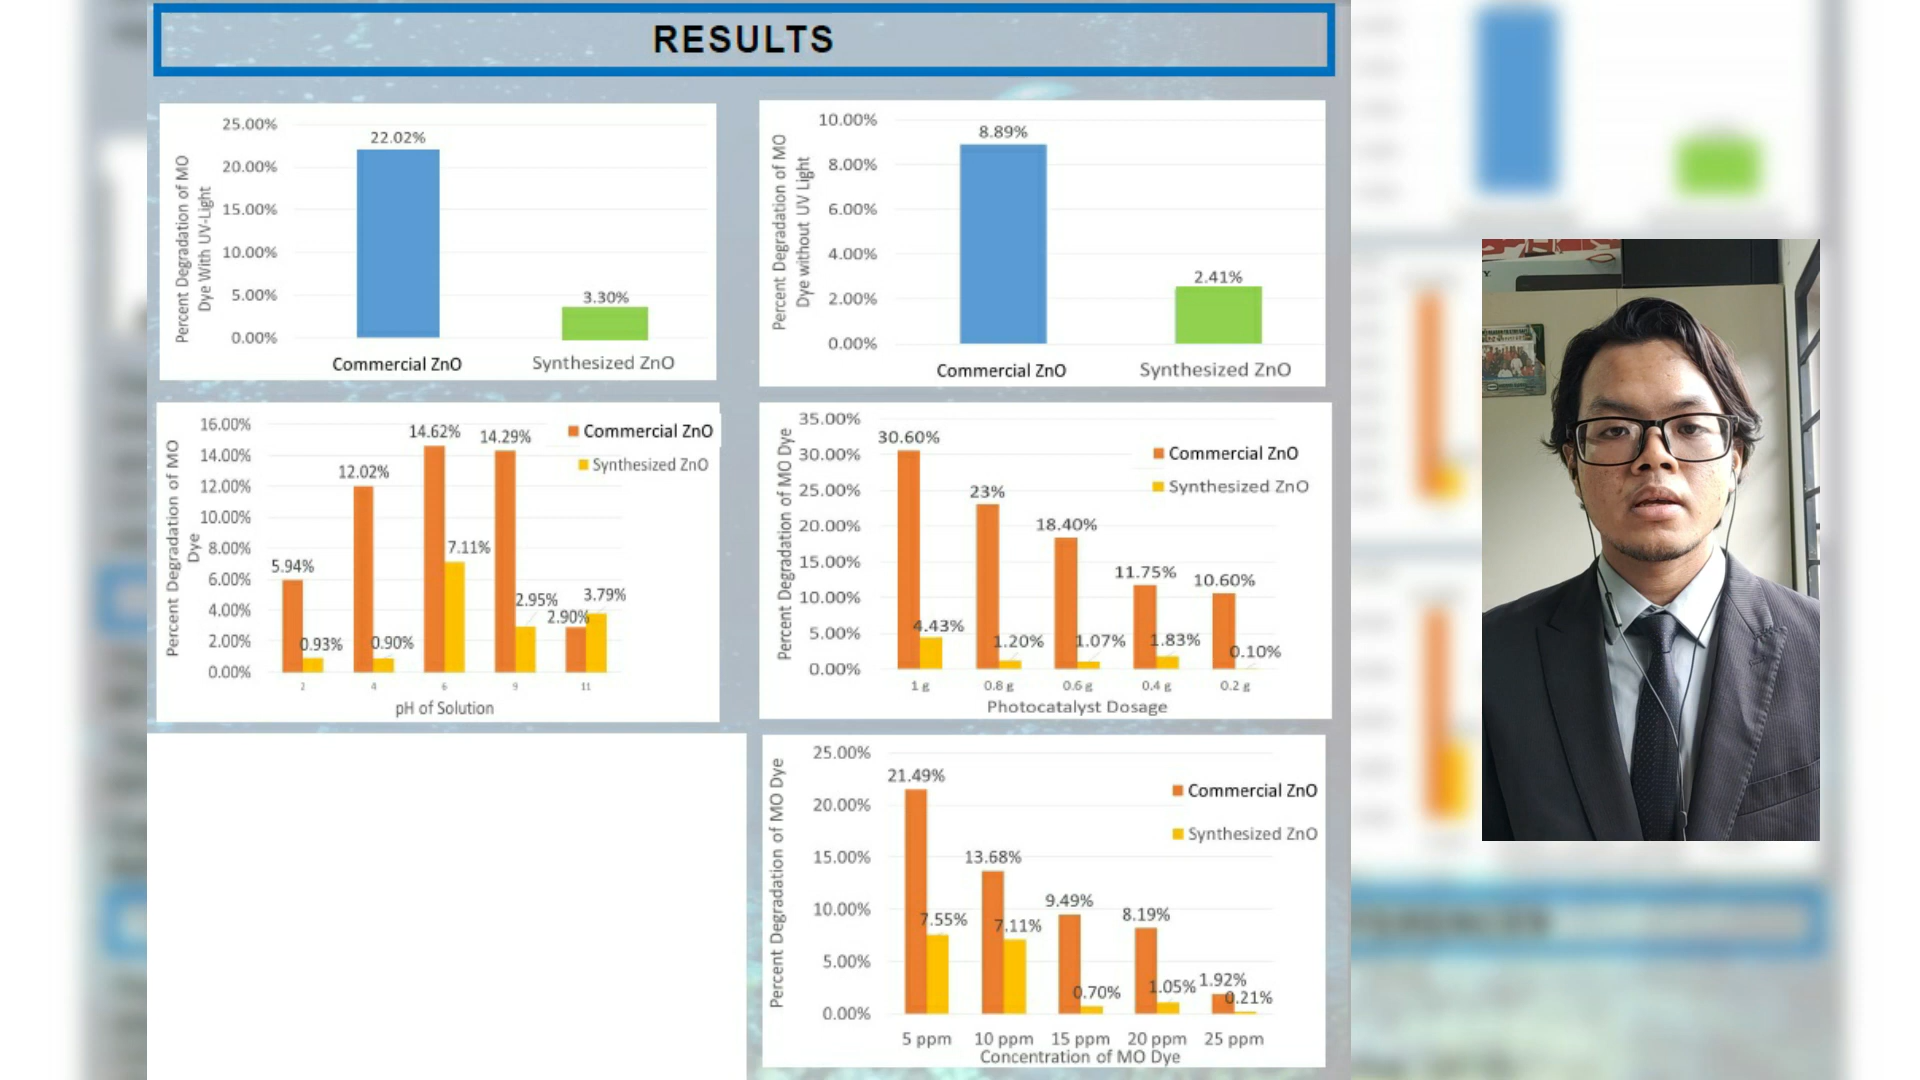 RESULTS
Percent Degradation of MO
Dye With UV-Light
25.00%
20.00%
15.00%
10.00%
5.00%
0.00%
22.02%
3.30%
Commercial ZnO
Synthesized ZnO
Percent Degradation of MO
Dye without UV Light
10.00%
8.00%
6.00%
4.00%
2.00%
0.00%
8.89%
2.41%
Commercial ZnO
Synthesized ZnO
Percent Degradation of MO
Dye
16.00%
14.00%
12.00%
10.00%
8.00%
6.00%
4.00%
2.00%
0.00%
5.94%
0.93%
12.02%
0.90%
14.62%
7.11%
14.29%
2.95%
2.90%
3.79%
Commercial ZnO
Synthesized ZnO
2 4 6 9 11
pH of Solution
Percent Degradation of MO Dye
35.00%
30.00%
25.00%
20.00%
15.00%
10.00%
5.00%
0.00%
30.60%
4.43%
23%
1.20%
18.40%
1.07%
11.75%
1.83%
10.60%
0.10%
Commercial ZnO
Synthesized ZnO
1 g 0.8 g 0.6 g 0.4 g 0.2 g
Photocatalyst Dosage
Percent Degradation of MO Dye
25.00%
20.00%
15.00%
10.00%
5.00%
0.00%
21.49%
7.55%
13.68%
7.11%
9.49%
0.70%
8.19%
1.05%
1.92%
0.21%
Commercial ZnO
Synthesized ZnO
5 ppm 10 ppm 15 ppm 20 ppm 25 ppm
Concentration of MO Dye